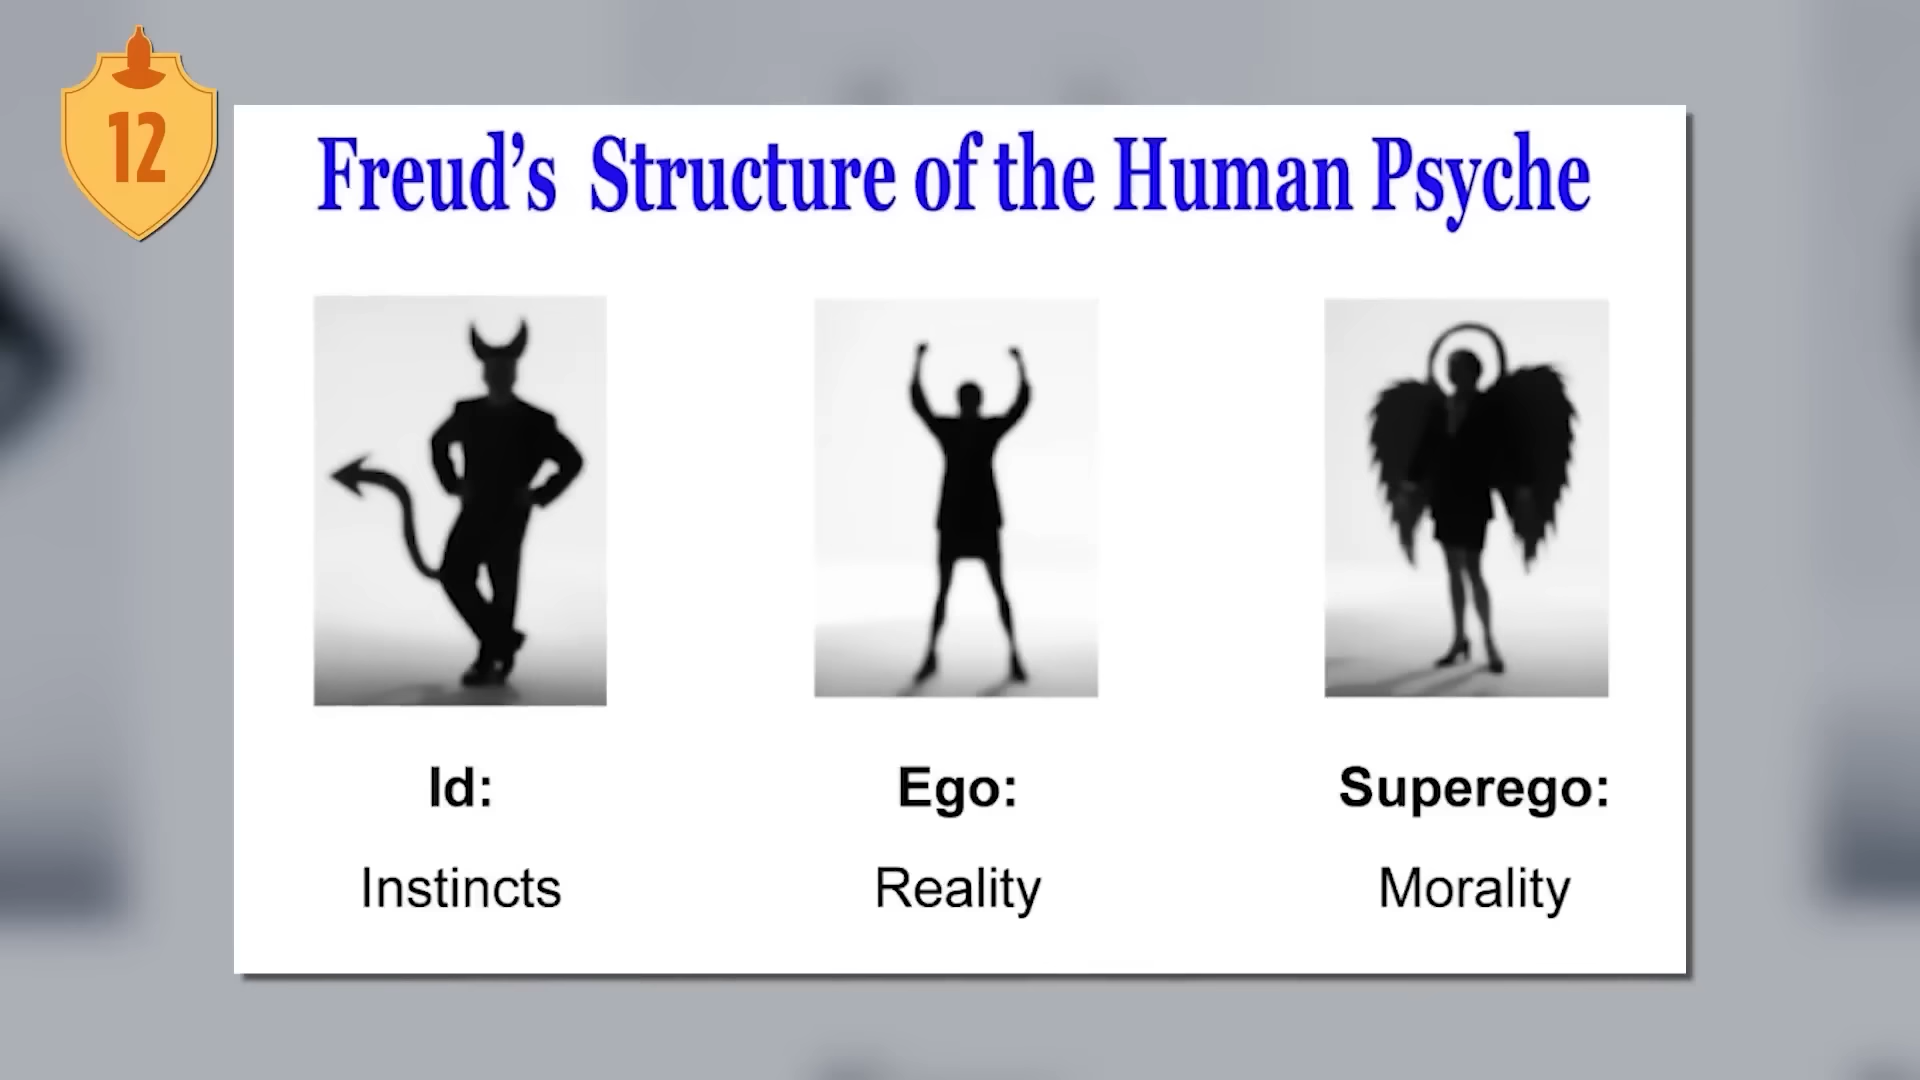 12
Freud’s Structure of the Human Psyche
Id:
Ego:
Superego:
Instincts
Reality
Morality